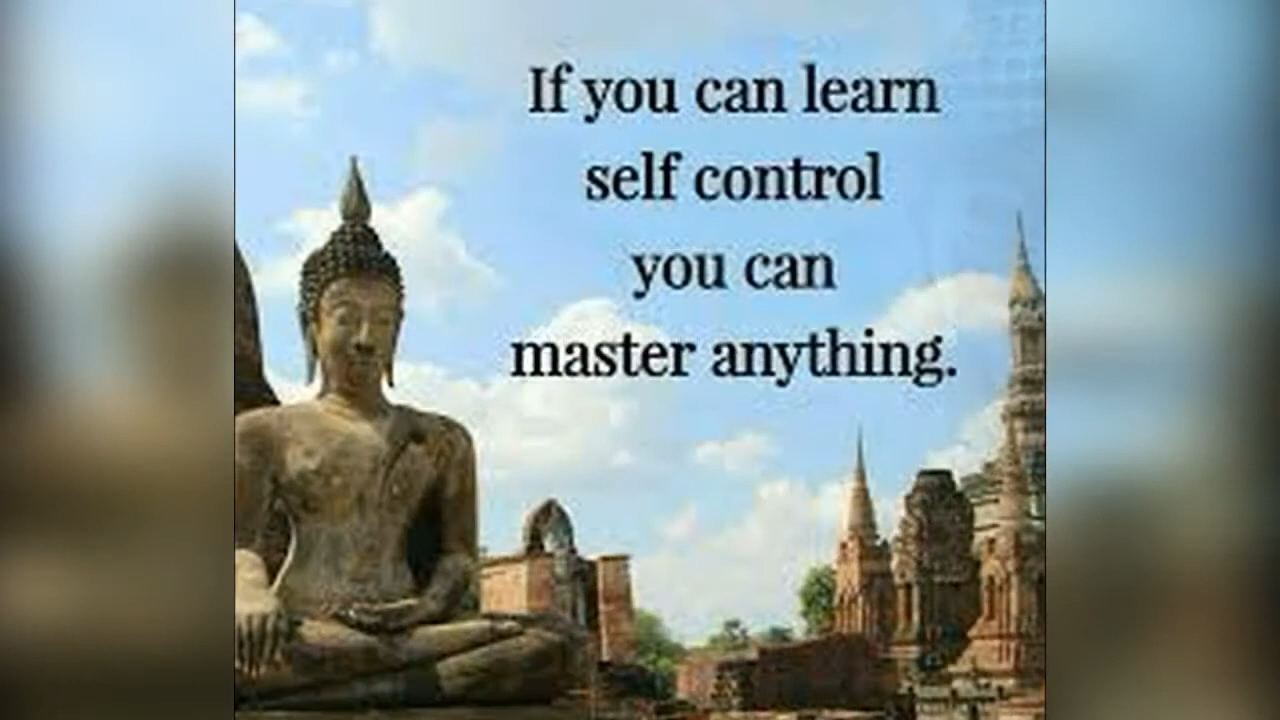 If you can learn
self control
you can
master anything.